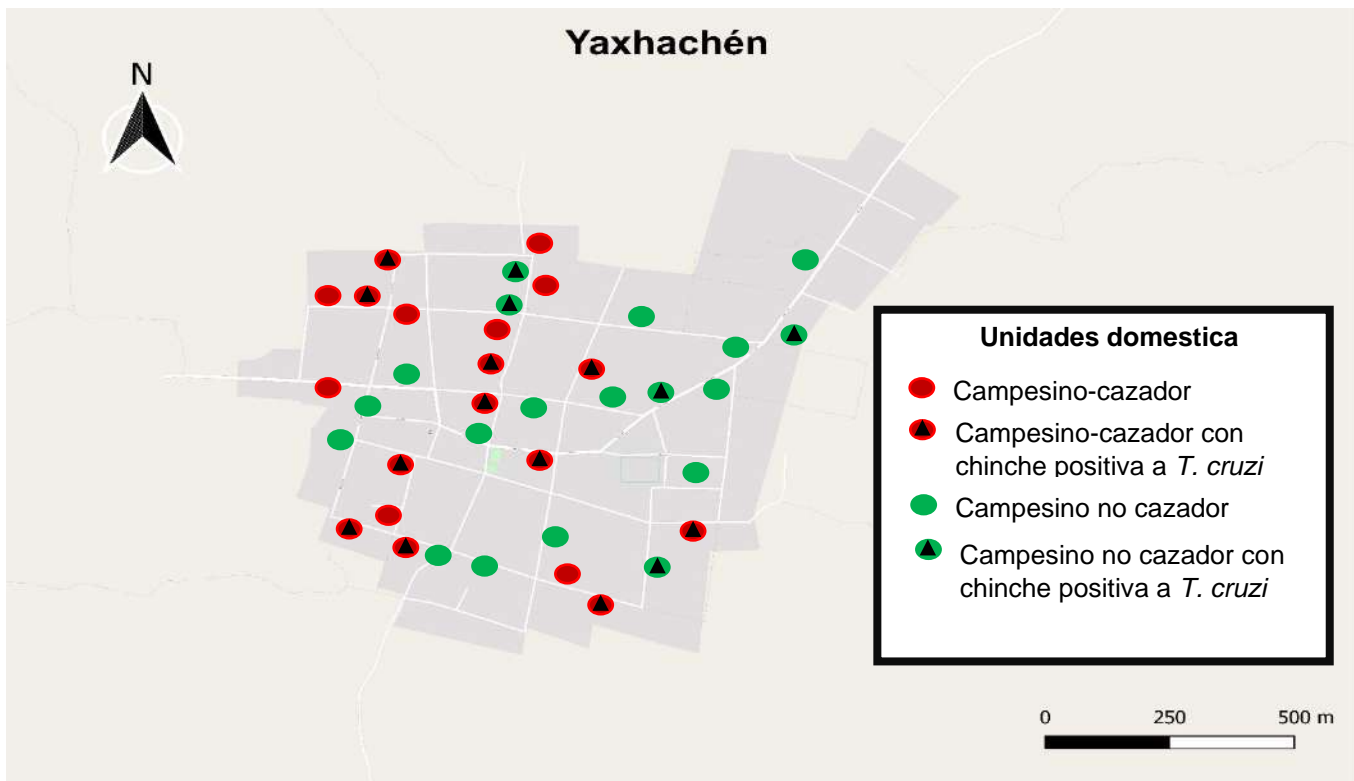 Yaxhachén
N
Unidades domestica
Campesino-cazador
Campesino-cazador con
chinche positiva a T. cruzi
Campesino no cazador
Campesino no cazador con
chinche positiva a T. cruzi
0 250 500 m